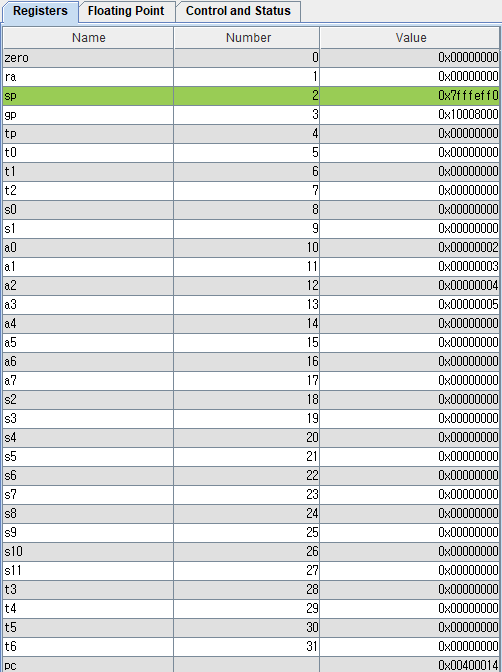 Registers Floating Point Control and Status
Name Number Value
zero 0 0x00000000
ra 1 0x00000000
sp 2 0x7fffeff0
gp 3 0x10008000
tp 4 0x00000000
t0 5 0x00000000
t1 6 0x00000000
t2 7 0x00000000
s0 8 0x00000000
s1 9 0x00000000
a0 10 0x00000002
a1 11 0x00000003
a2 12 0x00000004
a3 13 0x00000005
a4 14 0x00000000
a5 15 0x00000000
a6 16 0x00000000
a7 17 0x00000000
s2 18 0x00000000
s3 19 0x00000000
s4 20 0x00000000
s5 21 0x00000000
s6 22 0x00000000
s7 23 0x00000000
s8 24 0x00000000
s9 25 0x00000000
s10 26 0x00000000
s11 27 0x00000000
t3 28 0x00000000
t4 29 0x00000000
t5 30 0x00000000
t6 31 0x00000000
pc 0x00400014